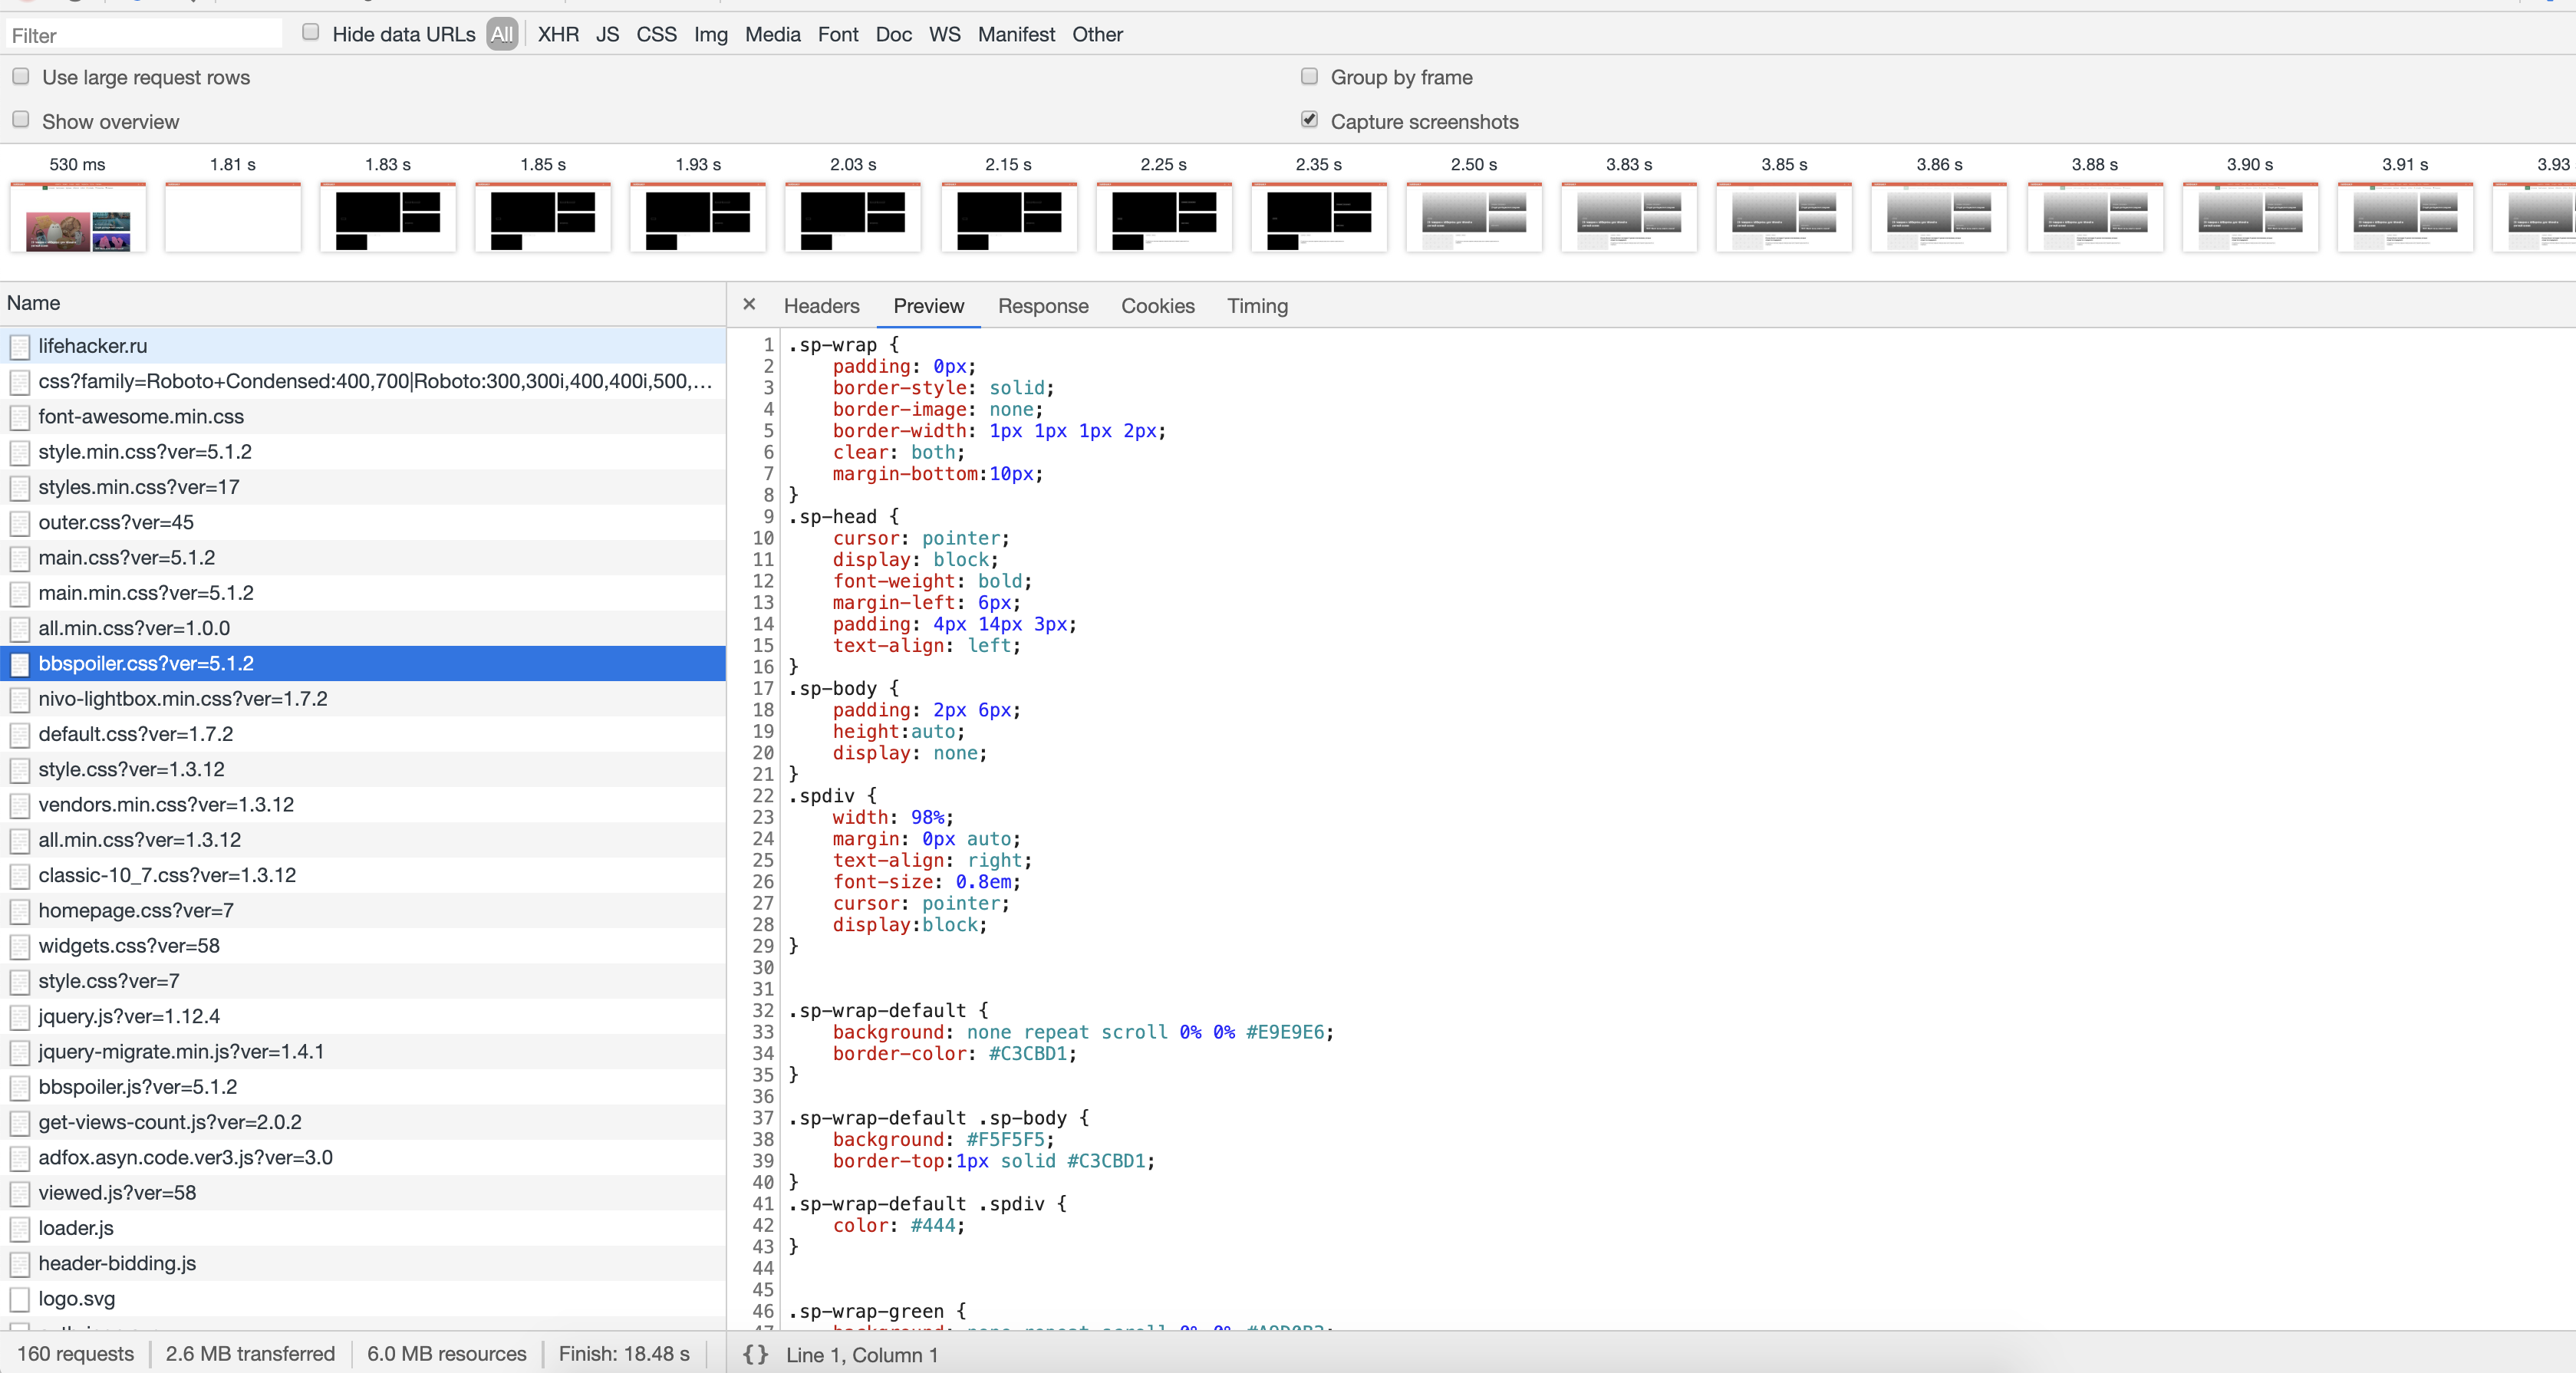 Filter Hide data URLs All XHR JS CSS Img Media Font Doc WS Manifest Other
Use large request rows Group by frame
Show overview Capture screenshots
530 ms 1.81 s 1.83 s 1.85 s 1.93 s 2.03 s 2.15 s 2.25 s 2.35 s 2.50 s 3.83 s 3.85 s 3.86 s 3.88 s 3.90 s 3.91 s 3.93
Name
lifehacker.ru
css?family=Roboto+Condensed:400,700|Roboto:300,300i,400,400i,500,…
font-awesome.min.css
style.min.css?ver=5.1.2
styles.min.css?ver=17
outer.css?ver=45
main.css?ver=5.1.2
main.min.css?ver=5.1.2
all.min.css?ver=1.0.0
bbspoiler.css?ver=5.1.2
nivo-lightbox.min.css?ver=1.7.2
default.css?ver=1.7.2
style.css?ver=1.3.12
vendors.min.css?ver=1.3.12
all.min.css?ver=1.3.12
classic-10_7.css?ver=1.3.12
homepage.css?ver=7
widgets.css?ver=58
style.css?ver=7
jquery.js?ver=1.12.4
jquery-migrate.min.js?ver=1.4.1
bbspoiler.js?ver=5.1.2
get-views-count.js?ver=2.0.2
adfox.asyn.code.ver3.js?ver=3.0
viewed.js?ver=58
loader.js
header-bidding.js
logo.svg
160 requests 2.6 MB transferred 6.0 MB resources Finish: 18.48 s
× Headers Preview Response Cookies Timing
1 .sp-wrap {
2 padding: 0px;
3 border-style: solid;
4 border-image: none;
5 border-width: 1px 1px 1px 2px;
6 clear: both;
7 margin-bottom:10px;
8 }
9 .sp-head {
10 cursor: pointer;
11 display: block;
12 font-weight: bold;
13 margin-left: 6px;
14 padding: 4px 14px 3px;
15 text-align: left;
16 }
17 .sp-body {
18 padding: 2px 6px;
19 height:auto;
20 display: none;
21 }
22 .spdiv {
23 width: 98%;
24 margin: 0px auto;
25 text-align: right;
26 font-size: 0.8em;
27 cursor: pointer;
28 display:block;
29 }
30
31
32 .sp-wrap-default {
33 background: none repeat scroll 0% 0% #E9E9E6;
34 border-color: #C3CBD1;
35 }
36
37 .sp-wrap-default .sp-body {
38 background: #F5F5F5;
39 border-top:1px solid #C3CBD1;
40 }
41 .sp-wrap-default .spdiv {
42 color: #444;
43 }
44
45
46 .sp-wrap-green {
47 background: none repeat scroll 0% 0%
{} Line 1, Column 1